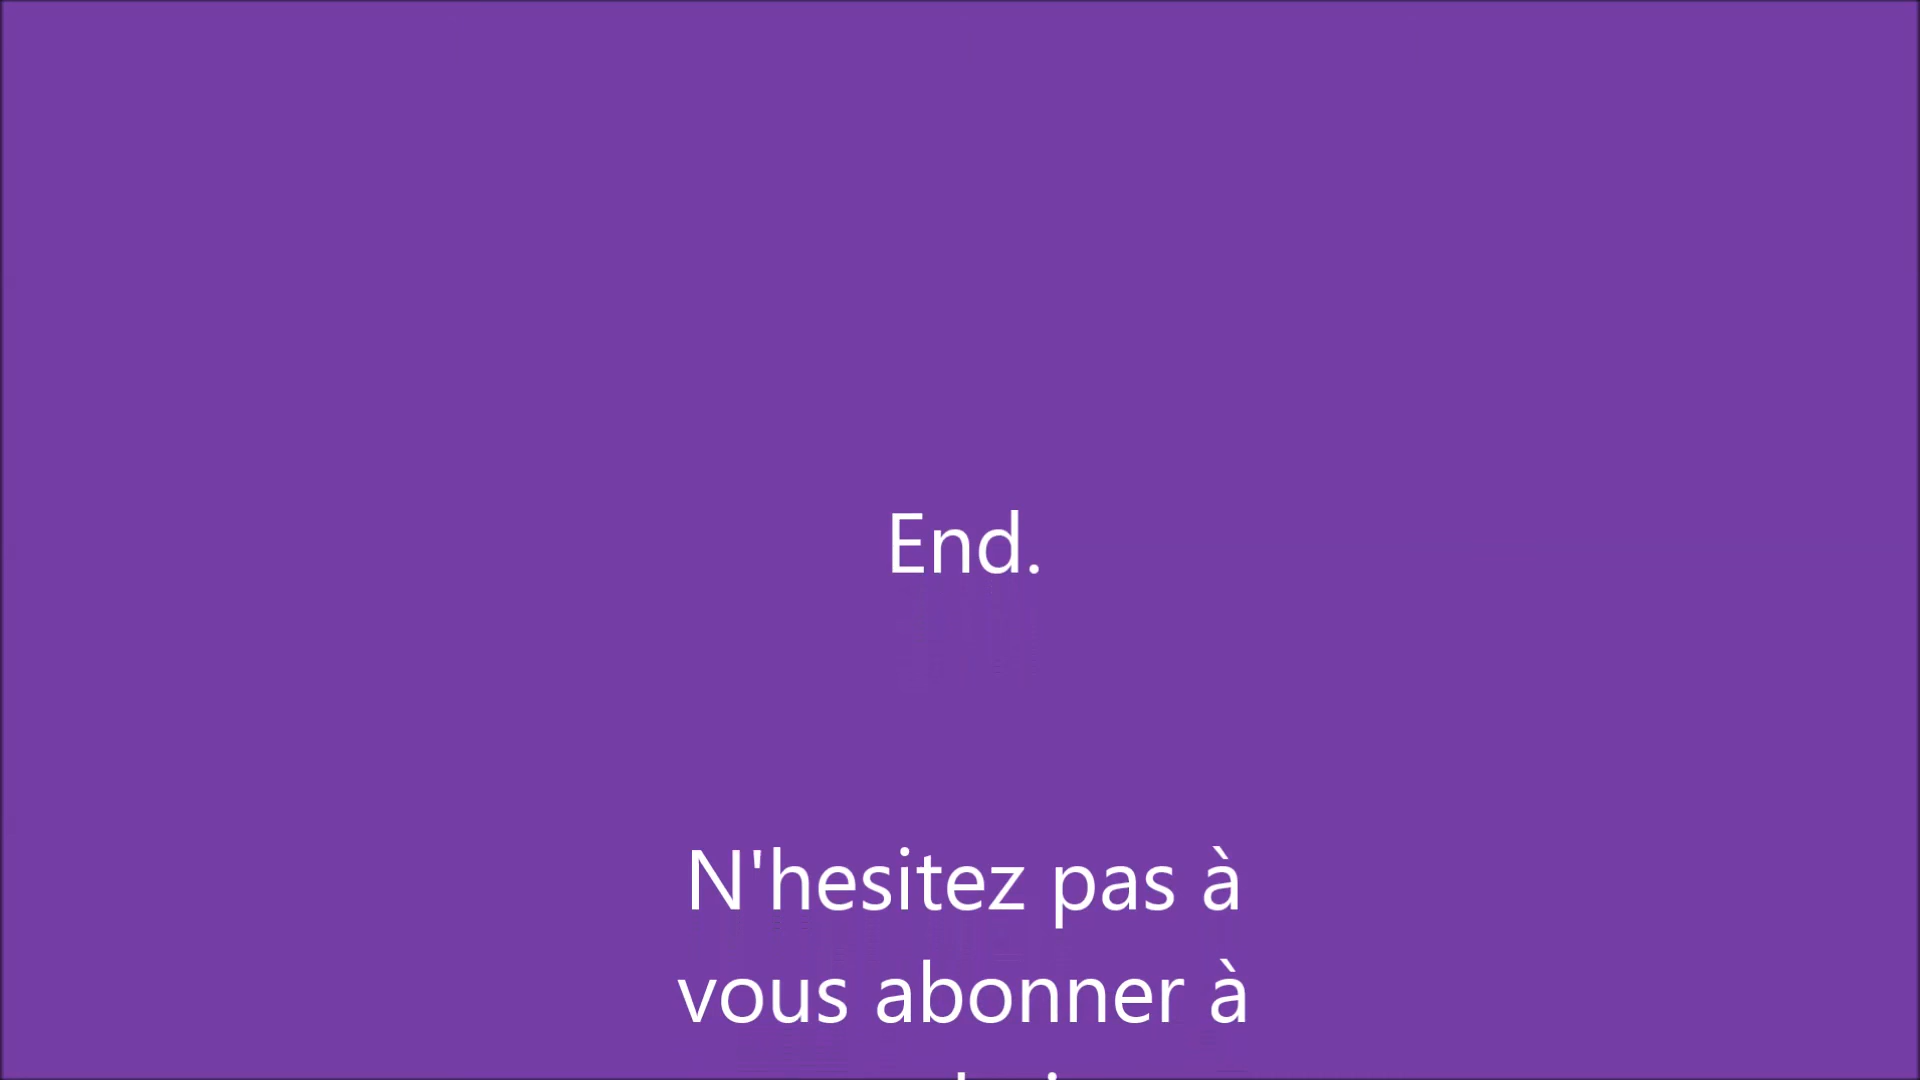 End.
N'hesitez pas à
vous abonner à